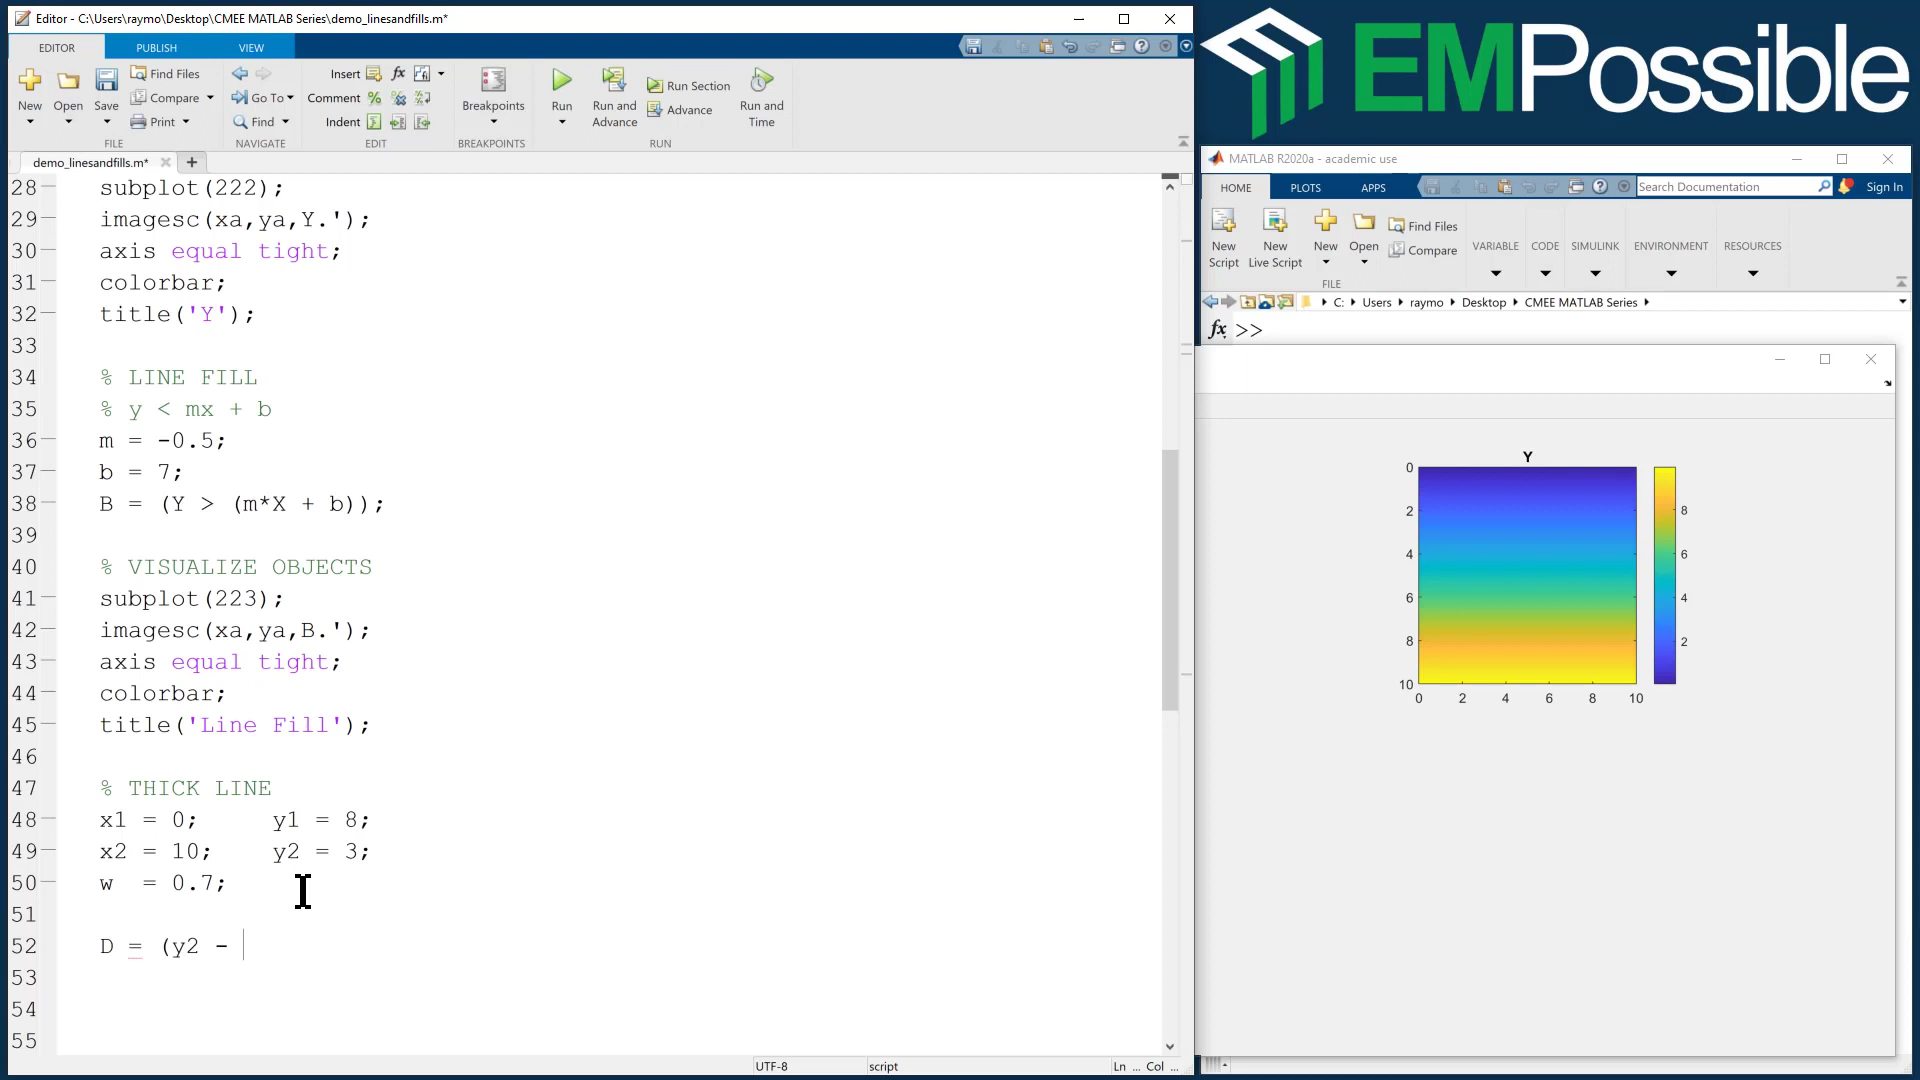 Editor - C:\Users\raymo\Desktop\CMEE MATLAB Series\demo_linesandfills.m*
EDITOR PUBLISH VIEW
New Open Save Find Files Compare Print
FILE
Go To Find
NAVIGATE
Insert fx
Comment
Indent
EDIT
Breakpoints
BREAKPOINTS
Run Run and Advance Run Section Advance Run and Time
RUN
demo_linesandfills.m*
28 subplot(222);
29 imagesc(xa,ya,Y.');
30 axis equal tight;
31 colorbar;
32 title('Y');
33
34 % LINE FILL
35 % y < mx + b
36 m = -0.5;
37 b = 7;
38 B = (Y > (m*X + b));
39
40 % VISUALIZE OBJECTS
41 subplot(223);
42 imagesc(xa,ya,B.');
43 axis equal tight;
44 colorbar;
45 title('Line Fill');
46
47 % THICK LINE
48 x1 = 0; y1 = 8;
49 x2 = 10; y2 = 3;
50 w = 0.7;
51
52 D = (y2 -
53
54
55
UTF-8 script Ln ... Col ...
EMPossible
MATLAB R2020a - academic use
HOME PLOTS APPS
Search Documentation
Sign In
New Script
New Live Script
New
Open
Find Files
Compare
FILE
VARIABLE CODE SIMULINK ENVIRONMENT RESOURCES
C: Users raymo Desktop CMEE MATLAB Series
fx >>
Y
0
2
4
6
8
10
0 2 4 6 8 10
8
6
4
2